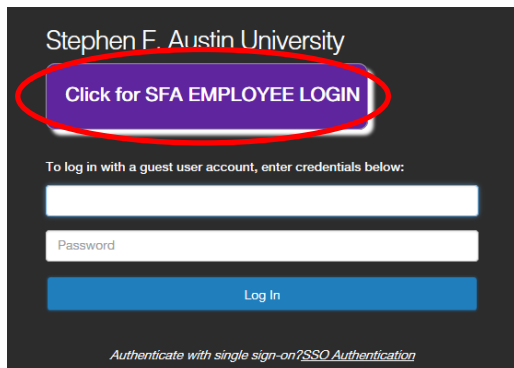 Stephen F. Austin University
Click for SFA EMPLOYEE LOGIN
To log in with a guest user account, enter credentials below:
Password
Log In
Authenticate with single sign-on?SSO Authentication